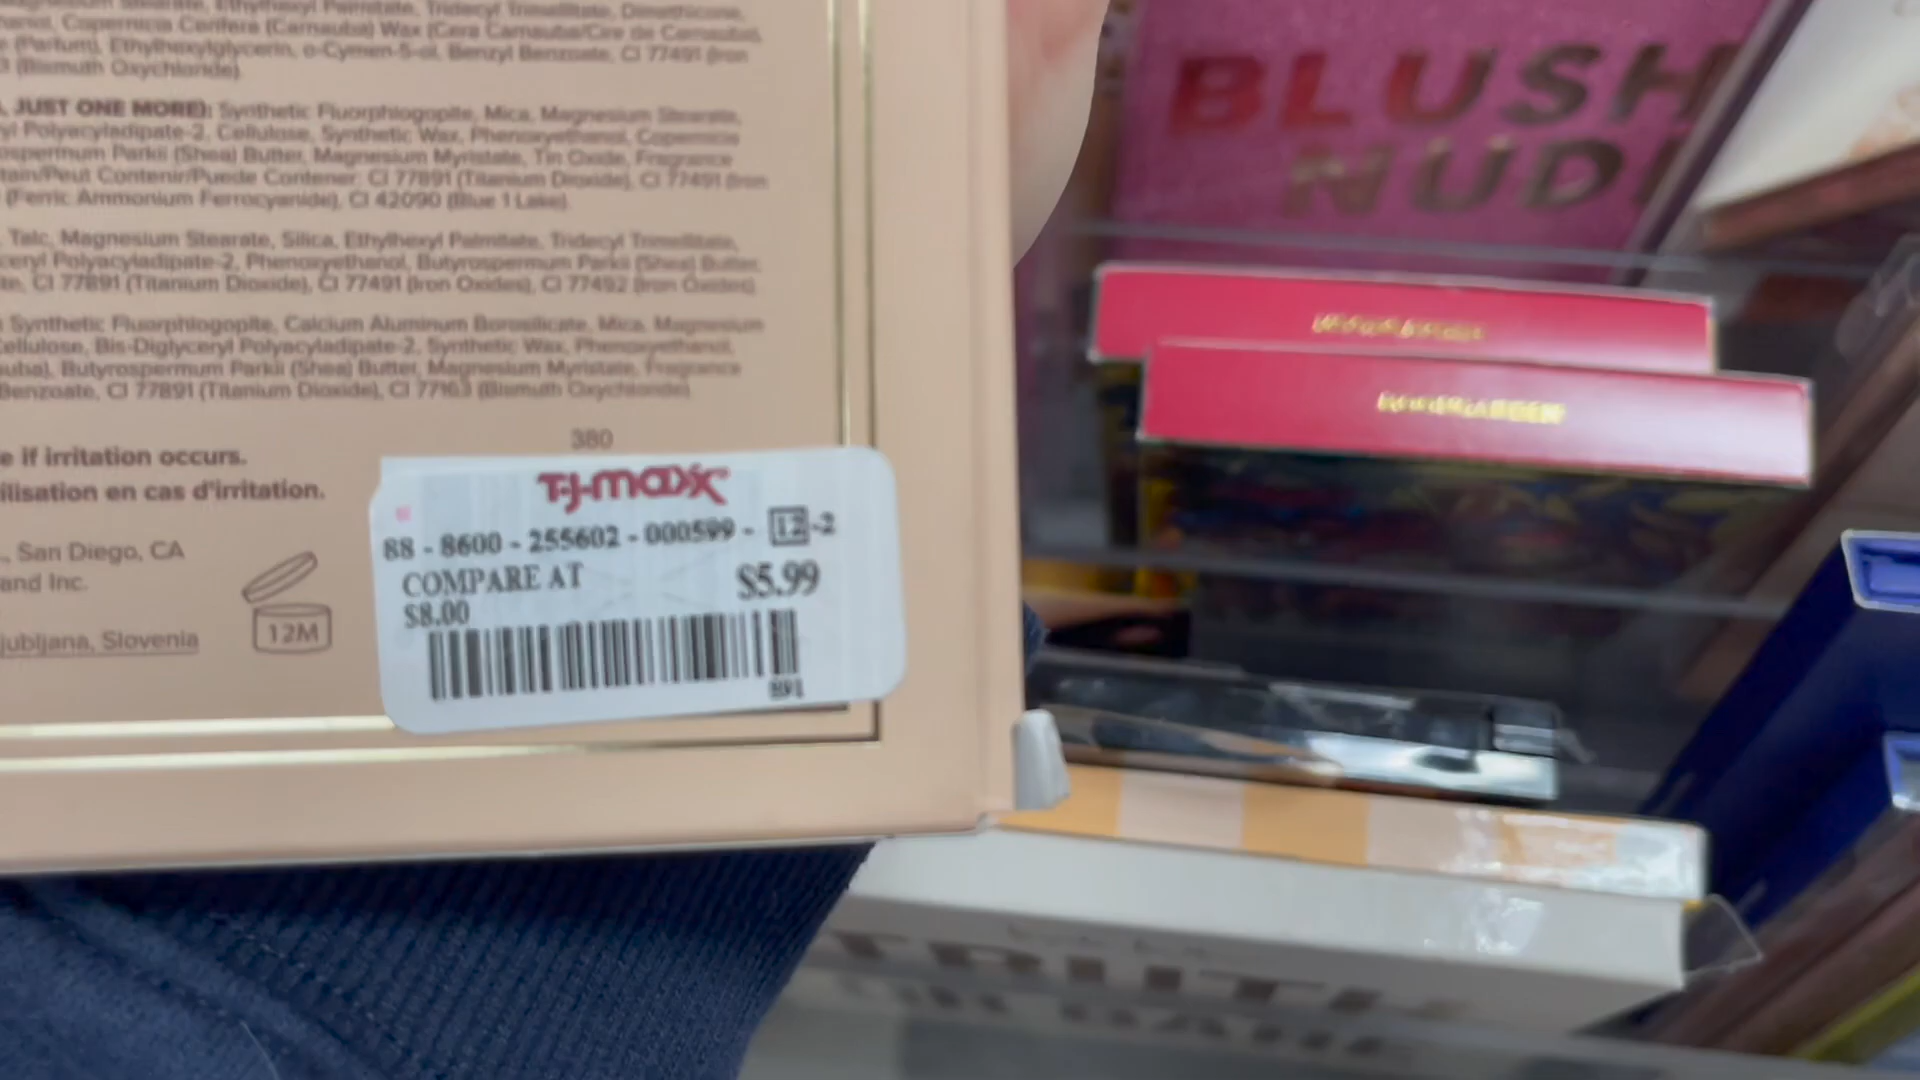 Ethylhexyl Palmitate, Tridecyl Trimellitate, Dimethicone,
Copernicia Cerifera (Carnauba) Wax (Cera Carnauba/Cire de Carnauba),
(Parfum), Ethylhexylglycerin, o-Cymen-5-ol, Benzyl Benzoate, CI 77491 (Iron
(Bismuth Oxychloride).
, JUST ONE MORE): Synthetic Fluorphlogopite, Mica, Magnesium Stearate,
Polyacyladipate-2, Cellulose, Synthetic Wax, Phenoxyethanol, Copernicia
Parkii (Shea) Butter, Magnesium Myristate, Tin Oxide, Fragrance
tain/Peut Contenir/Puede Contener: CI 77891 (Titanium Dioxide), CI 77491 (Iron
(Ferric Ammonium Ferrocyanide), CI 42090 (Blue 1 Lake).
Talc, Magnesium Stearate, Silica, Ethylhexyl Palmitate, Tridecyl Trimellitate,
ceryl Polyacyladipate-2, Phenoxyethanol, Butyrospermum Parkii (Shea) Butter,
CI 77891 (Titanium Dioxide), CI 77491 (Iron Oxides), CI 77492 (Iron Oxides).
Synthetic Fluorphlogopite, Calcium Aluminum Borosilicate, Mica, Magnesium
Cellulose, Bis-Diglyceryl Polyacyladipate-2, Synthetic Wax, Phenoxyethanol,
Butyrospermum Parkii (Shea) Butter, Magnesium Myristate, Fragrance
Benzoate, CI 77891 (Titanium Dioxide), CI 77163 (Bismuth Oxychloride).
380
e if irritation occurs.
ilisation en cas d'irritation.
., San Diego, CA
and Inc.
jubljana, Slovenia
12M
T·J·maxx
88 - 8600 - 255602 - 000599 - 12 -2
COMPARE AT
$8.00
$5.99
891
BLUSH
NUD